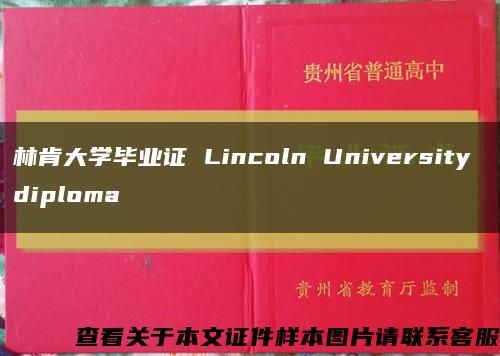 贵州省普通高中
林肯大学毕业证 Lincoln University
diploma
贵州省教育厅监制
查看关于本文证件样本图片请联系客服